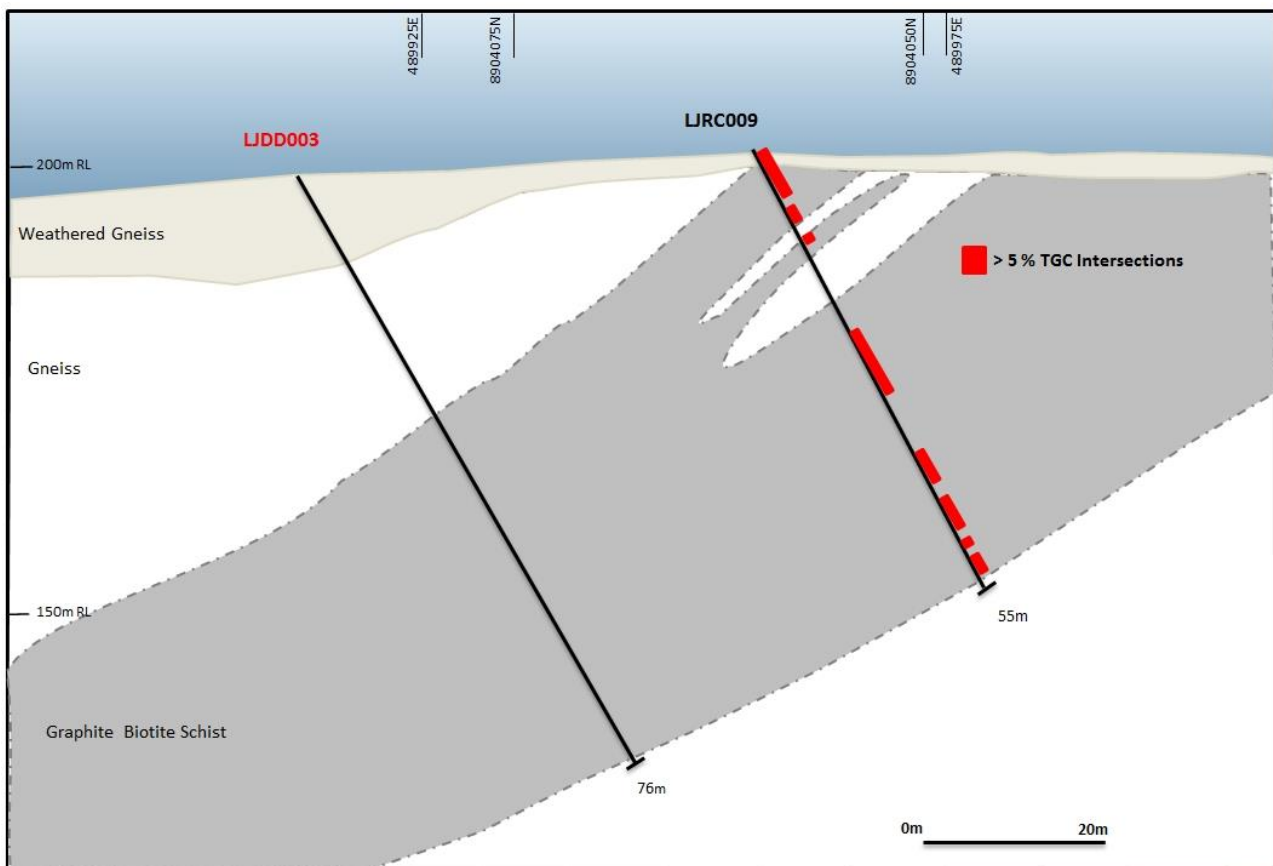 489925E
8904075N
8904050N
489975E
LJRC009
LJDD003
200m RL
Weathered Gneiss
> 5 % TGC Intersections
Gneiss
150m RL
55m
Graphite Biotite Schist
76m
0m 20m